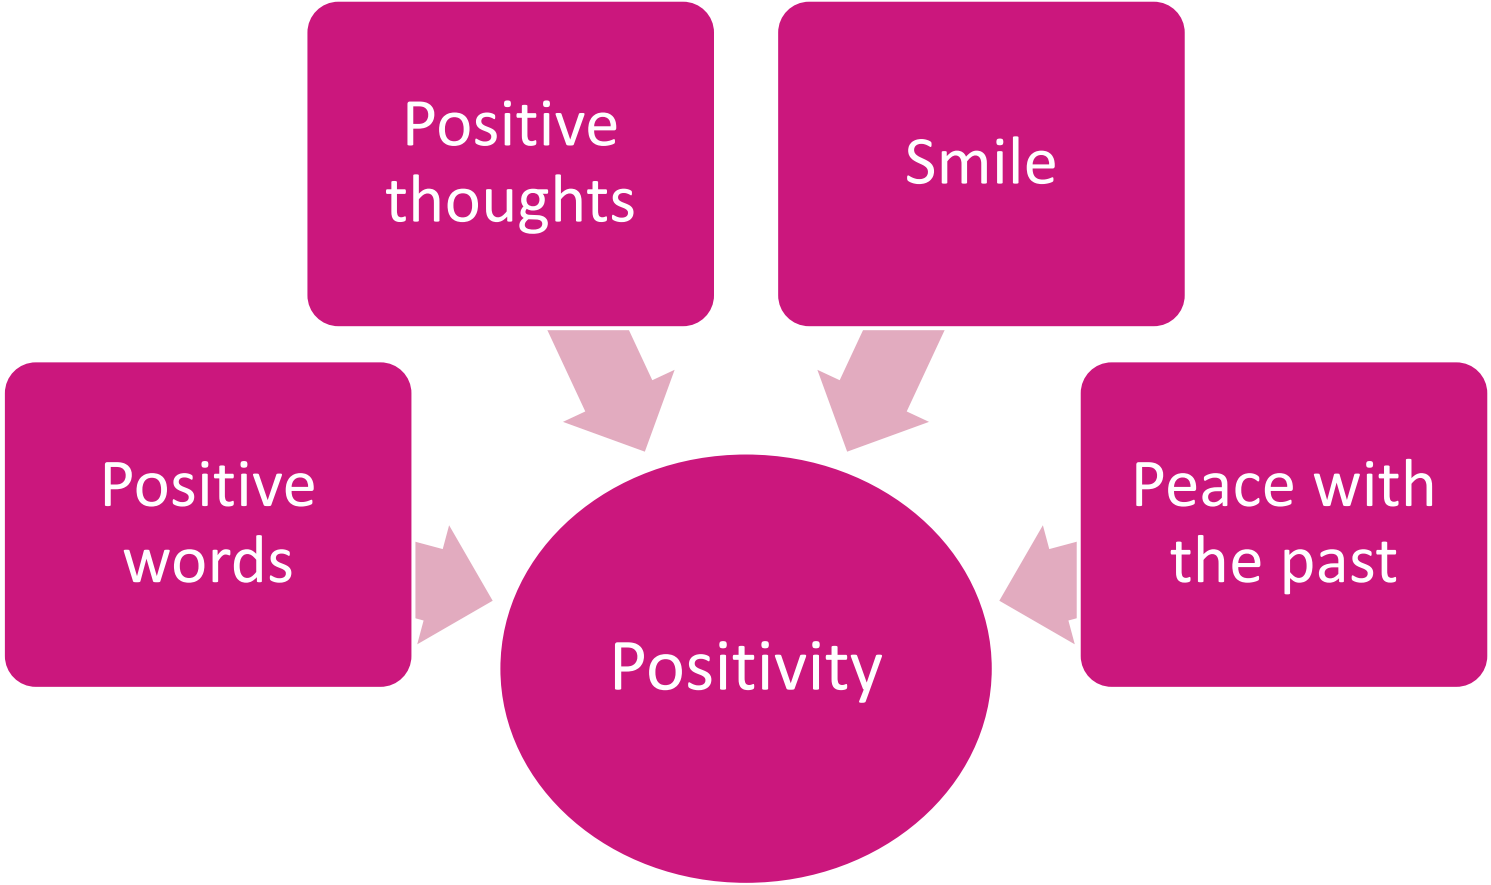 Positive
thoughts
Smile
Positive
words
Peace with
the past
Positivity